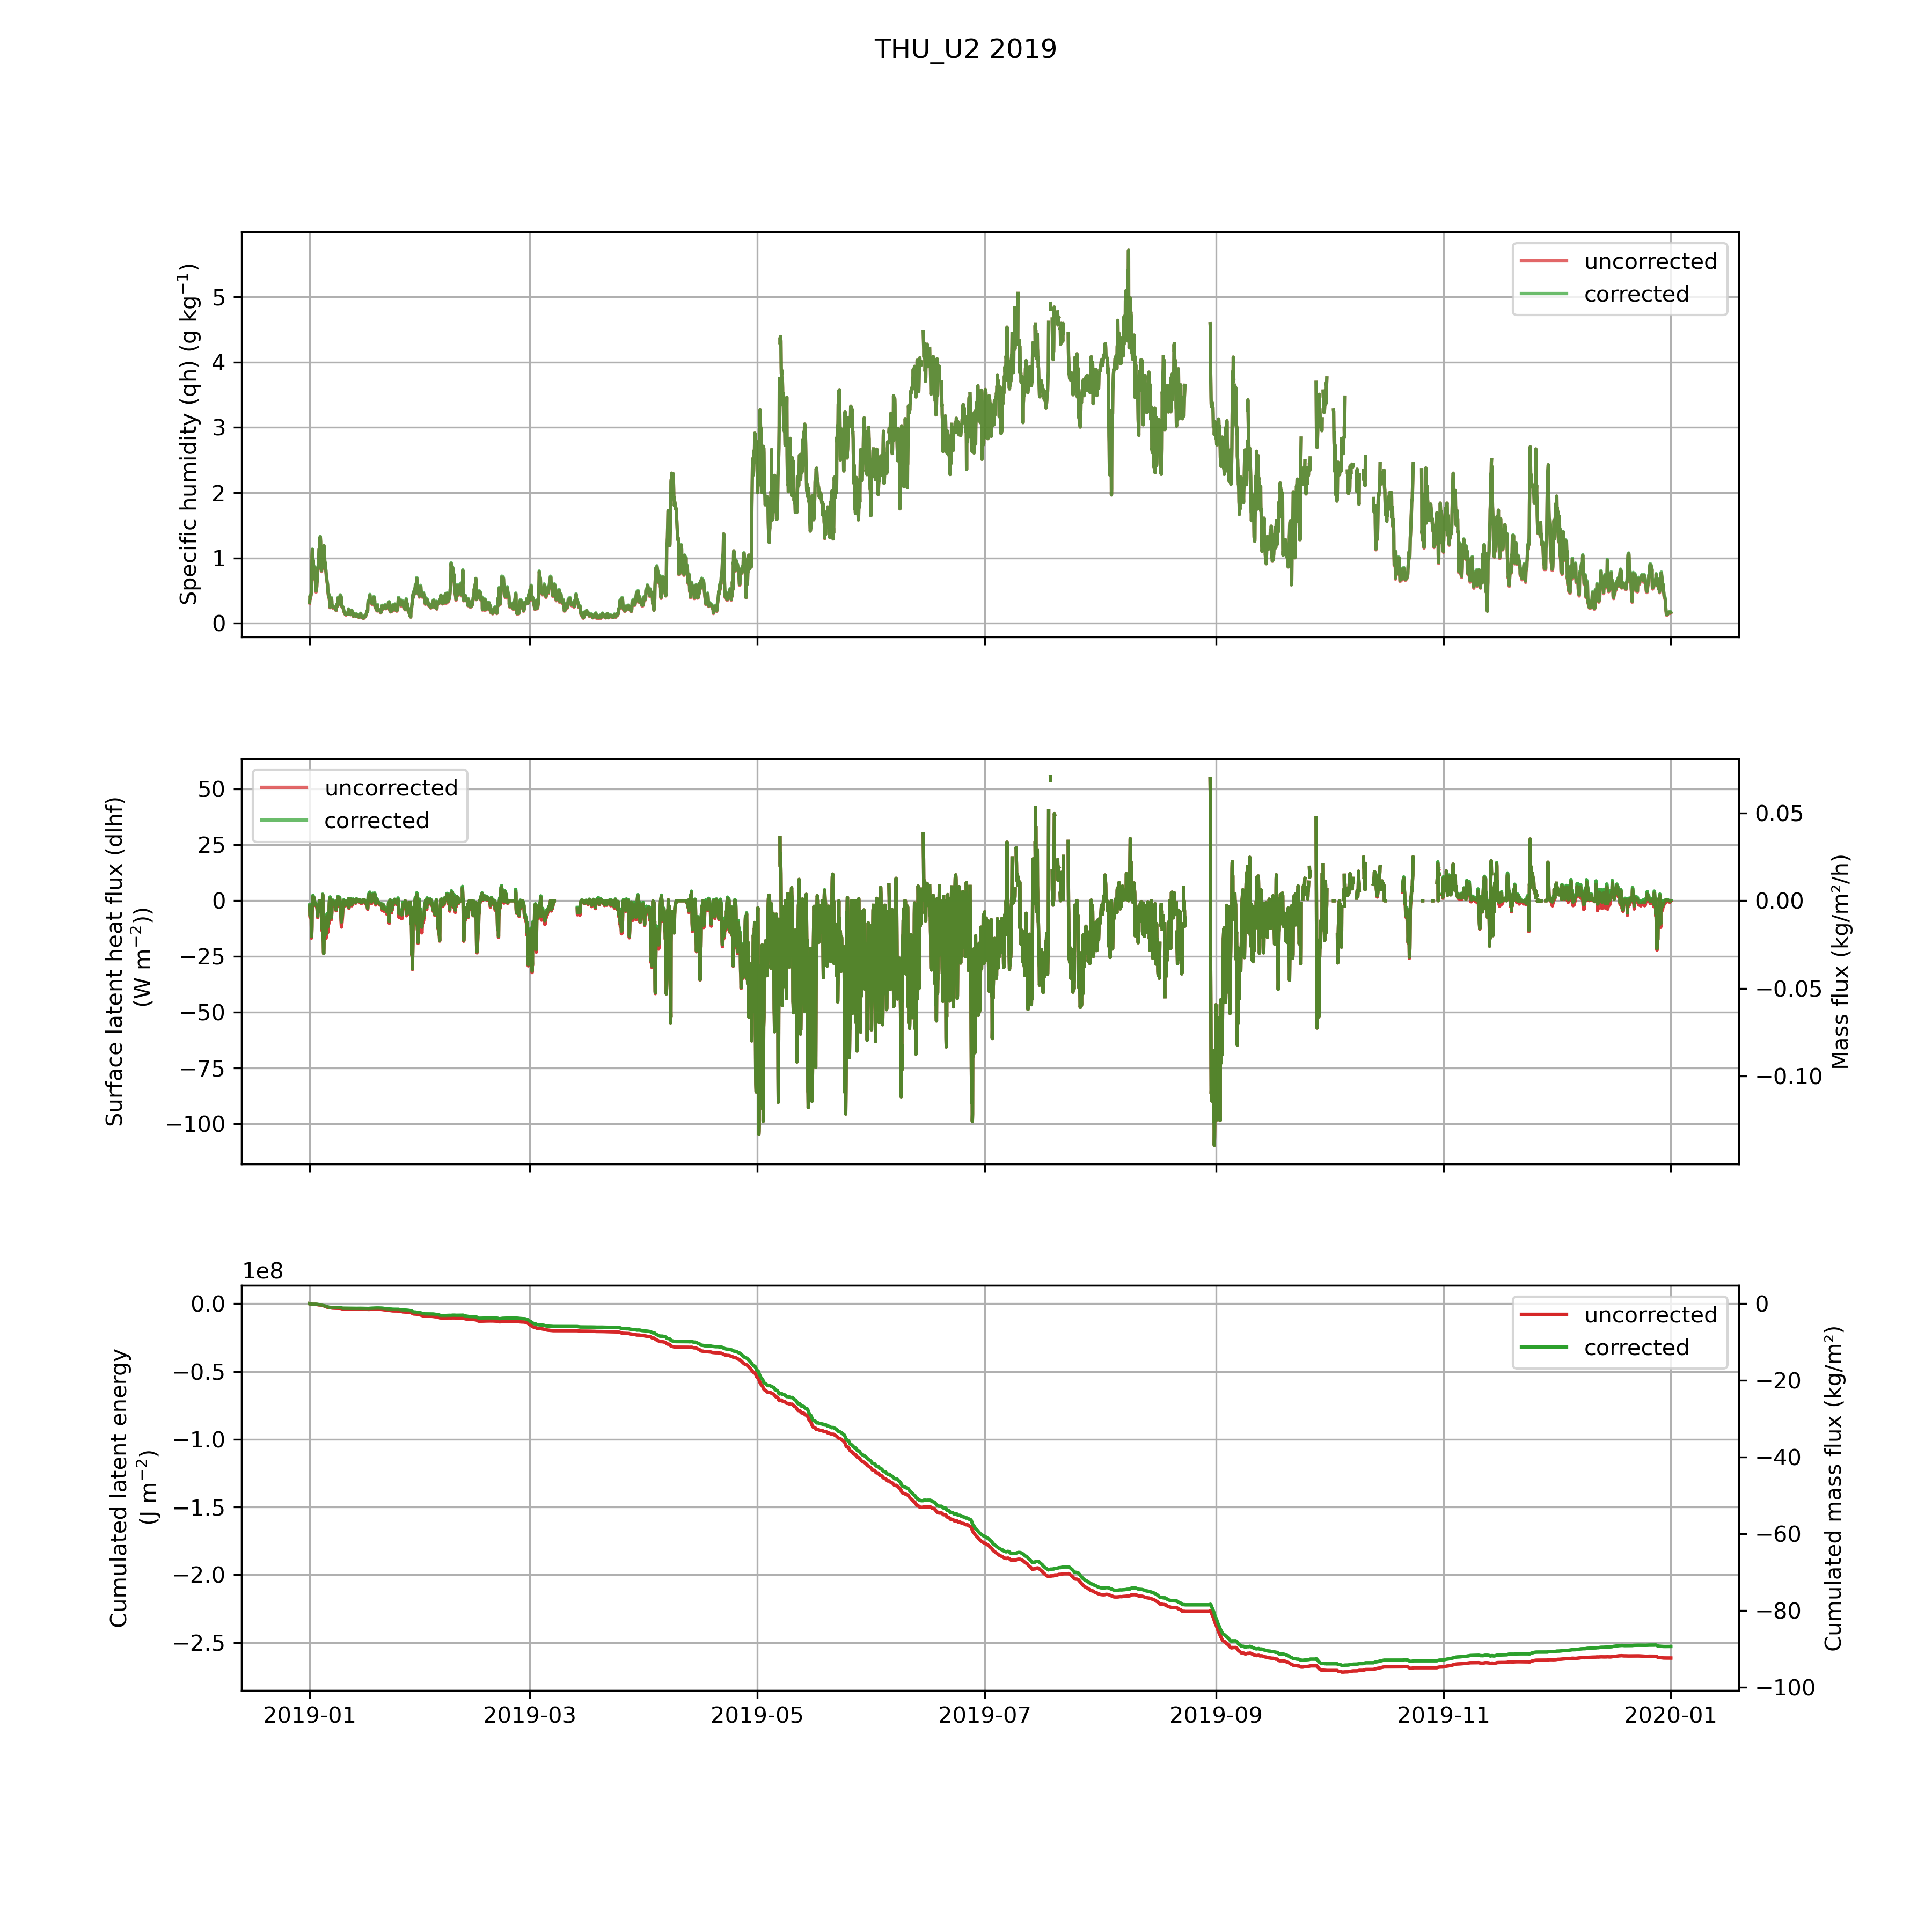 THU_U2 2019
Specific humidity (qh) (g kg⁻¹)
5
4
3
2
1
0
uncorrected
corrected
Surface latent heat flux (dlhf)
(W m⁻²))
50
25
0
−25
−50
−75
−100
uncorrected
corrected
0.05
0.00
−0.05
−0.10
Mass flux (kg/m²/h)
1e8
Cumulated latent energy
(J m⁻²)
0.0
−0.5
−1.0
−1.5
−2.0
−2.5
uncorrected
corrected
0
−20
−40
−60
−80
−100
Cumulated mass flux (kg/m²)
2019-01
2019-03
2019-05
2019-07
2019-09
2019-11
2020-01